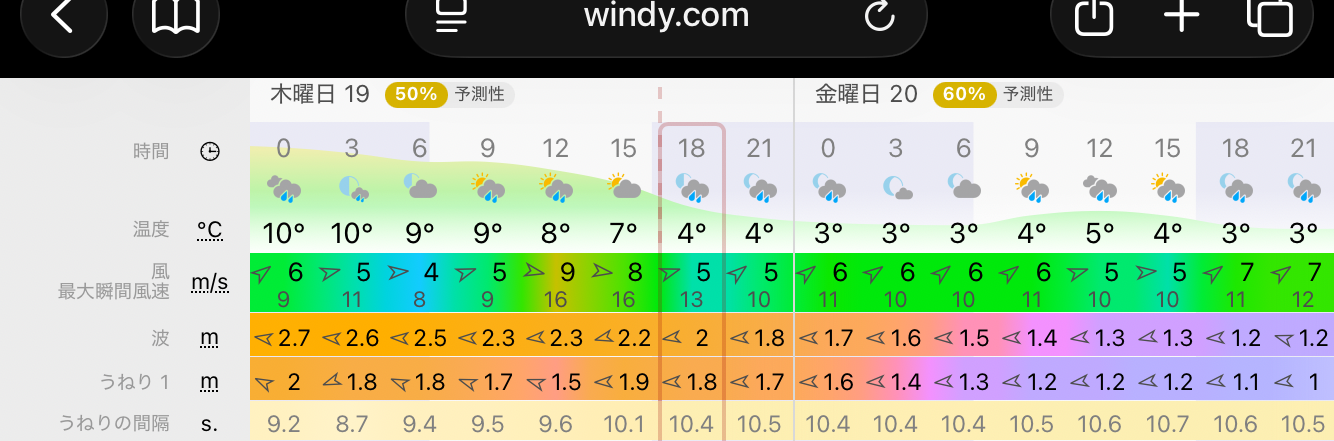 windy.com
木曜日 19 50% 予測性 金曜日 20 60% 予測性
時間 0 3 6 9 12 15 18 21 0 3 6 9 12 15 18 21
温度 °C 10° 10° 9° 9° 8° 7° 4° 4° 3° 3° 3° 4° 5° 4° 3° 3°
風 6 5 4 5 9 8 5 5 6 6 6 6 5 5 7 7
最大瞬間風速 m/s 9 11 8 9 16 16 13 10 11 10 10 11 10 10 11 12
波 m 2.7 2.6 2.5 2.3 2.3 2.2 2 1.8 1.7 1.6 1.5 1.4 1.3 1.3 1.2 1.2
うねり 1 m 2 1.8 1.8 1.7 1.5 1.9 1.8 1.7 1.6 1.4 1.3 1.2 1.2 1.2 1.1 1
うねりの間隔 s. 9.2 8.7 9.4 9.5 9.6 10.1 10.4 10.5 10.4 10.4 10.4 10.5 10.6 10.7 10.6 10.5